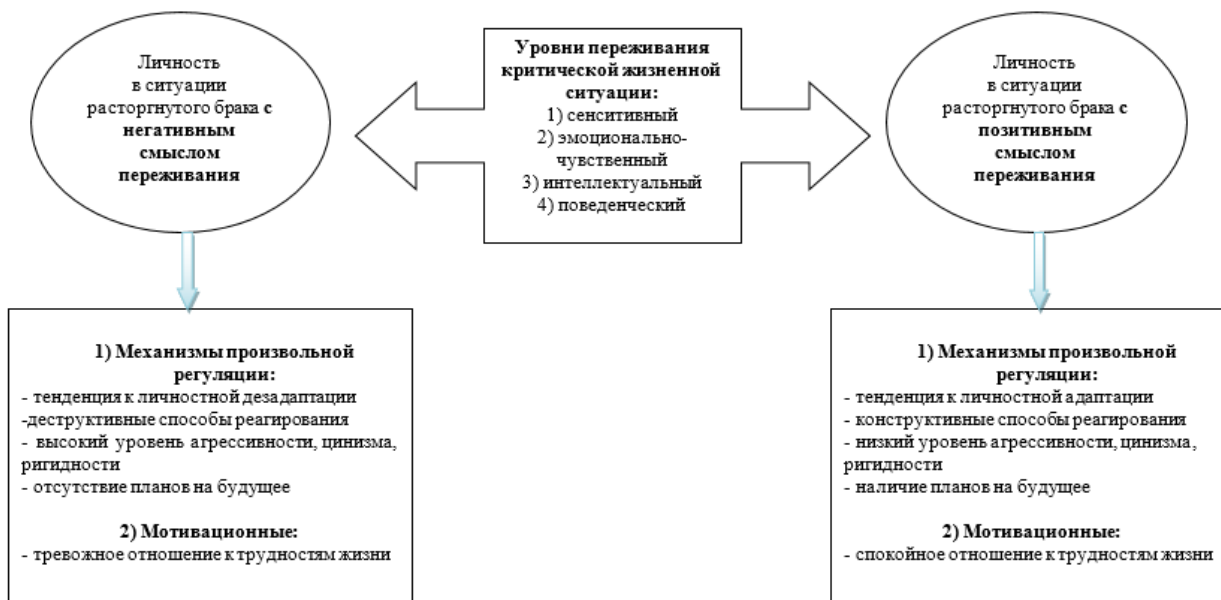 Личность
в ситуации
расторгнутого брака с
негативным
смыслом
переживания
Уровни переживания
критической жизненной
ситуации:
1) сенситивный
2) эмоционально-
чувственный
3) интеллектуальный
4) поведенческий
Личность
в ситуации
расторгнутого брака с
позитивным
смыслом
переживания
1) Механизмы произвольной
регуляции:
- тенденция к личностной дезадаптации
-деструктивные способы реагирования
- высокий уровень агрессивности, цинизма,
ригидности
- отсутствие планов на будущее
2) Мотивационные:
- тревожное отношение к трудностям жизни
1) Механизмы произвольной
регуляции:
- тенденция к личностной адаптации
- конструктивные способы реагирования
- низкий уровень агрессивности, цинизма,
ригидности
- наличие планов на будущее
2) Мотивационные:
- спокойное отношение к трудностям жизни